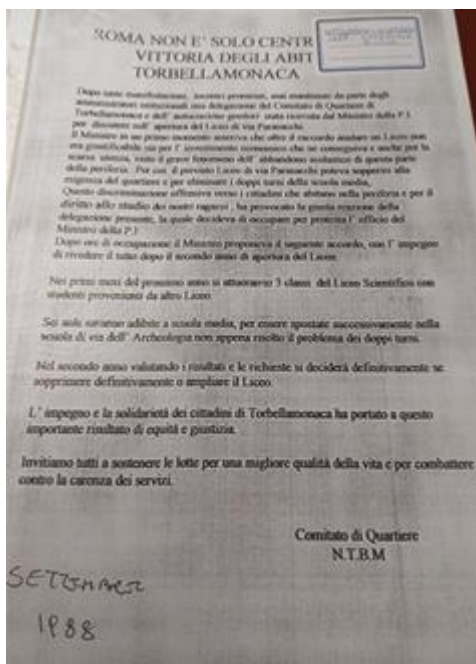 ROMA NON E' SOLO CENTR
VITTORIA DEGLI ABIT
TORBELLAMONACA
Dopo tante manifestazioni, incontri, promesse, mai mantenute da parte degli
amministratori istituzionali una delegazione del Comitato di Quartiere di
Torbellamonaca e dell' associazione genitori stata ricevuta dal Ministro della P.I.
per discutere sull' apertura del Liceo di via Parasacchi.
Il Ministro in un primo momento asseriva che oltre il raccordo anulare un Liceo non
era giustificabile sia per l' investimento economico che ne conseguiva e anche per la
scarsa utenza, visto il grave fenomeno dell' abbandono scolastico di questa parte
della periferia. Per cui il previsto Liceo di via Parasacchi poteva sopperire alla
esigenza del quartiere e per eliminare i doppi turni della scuola media.
Questa discriminazione offensiva verso i cittadini che abitano nella periferia e per il
diritto allo studio dei nostri ragazzi, ha provocato la giusta reazione della
delegazione presente, la quale decideva di occupare per protesta l' ufficio del
Ministro della P.I.
Dopo ore di occupazione il Ministro proponeva il seguente accordo, con l' impegno
di rivedere il tutto dopo il secondo anno di apertura del Liceo.
Nei primi mesi del prossimo anno si attueranno 3 classi del Liceo Scientifico con
studenti provenienti da altro Liceo.
Sei aule saranno adibite a scuola media, per essere spostate successivamente nella
scuola di via dell' Archeologia non appena risolto il problema dei doppi turni.
Nel secondo anno valutando i risultati e le richieste si deciderà definitivamente se
sopprimere definitivamente o ampliare il Liceo.
L' impegno e la solidarietà dei cittadini di Torbellamonaca ha portato a questo
importante risultato di equità e giustizia.
Invitiamo tutti a sostenere le lotte per una migliore qualità della vita e per combattere
contro la carenza dei servizi.
Comitato di Quartiere
N.T.B.M
SETTEMBRE
1988